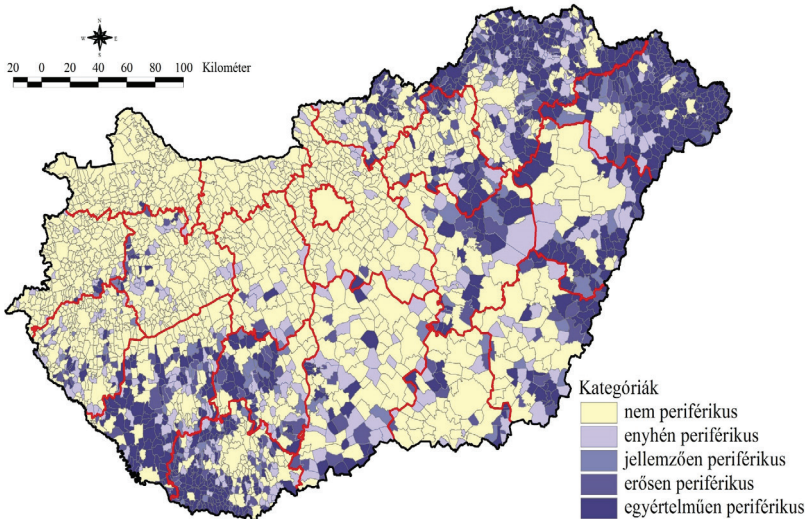 N
W E
S
20 0 20 40 60 80 100 Kilométer
Kategóriák
nem periférikus
enyhén periférikus
jellemzően periférikus
erősen periférikus
egyértelműen periférikus